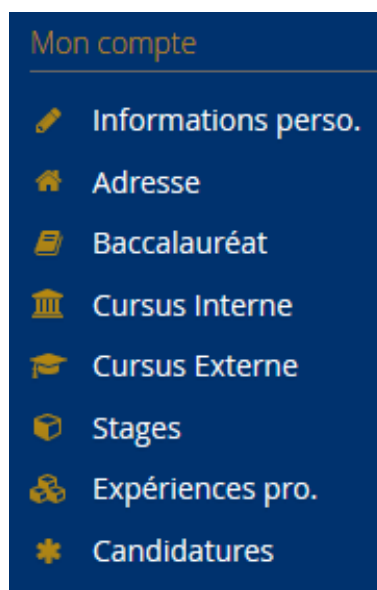 Mon compte
Informations perso.
Adresse
Baccalauréat
Cursus Interne
Cursus Externe
Stages
Expériences pro.
Candidatures